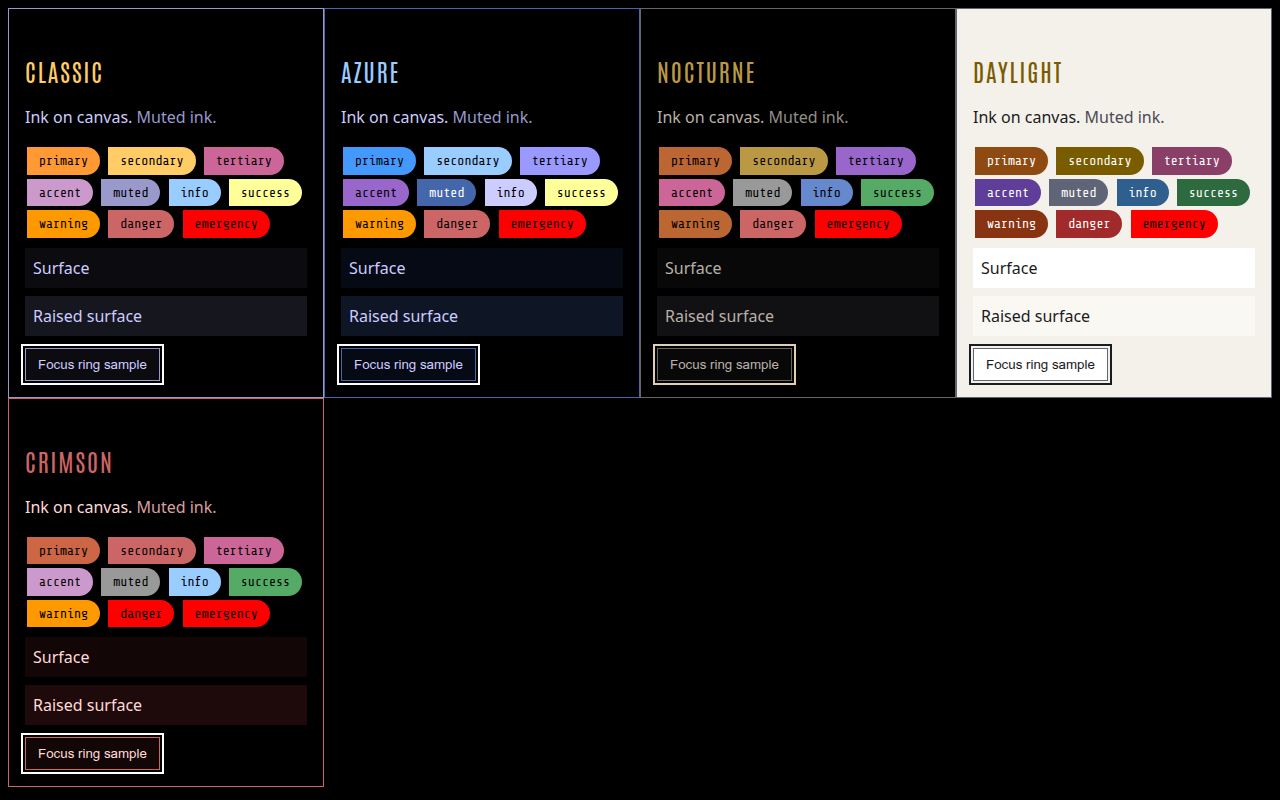 CLASSIC
Ink on canvas. Muted ink.
primary secondary tertiary
accent muted info success
warning danger emergency
Surface
Raised surface
Focus ring sample
AZURE
Ink on canvas. Muted ink.
primary secondary tertiary
accent muted info success
warning danger emergency
Surface
Raised surface
Focus ring sample
NOCTURNE
Ink on canvas. Muted ink.
primary secondary tertiary
accent muted info success
warning danger emergency
Surface
Raised surface
Focus ring sample
DAYLIGHT
Ink on canvas. Muted ink.
primary secondary tertiary
accent muted info success
warning danger emergency
Surface
Raised surface
Focus ring sample
CRIMSON
Ink on canvas. Muted ink.
primary secondary tertiary
accent muted info success
warning danger emergency
Surface
Raised surface
Focus ring sample